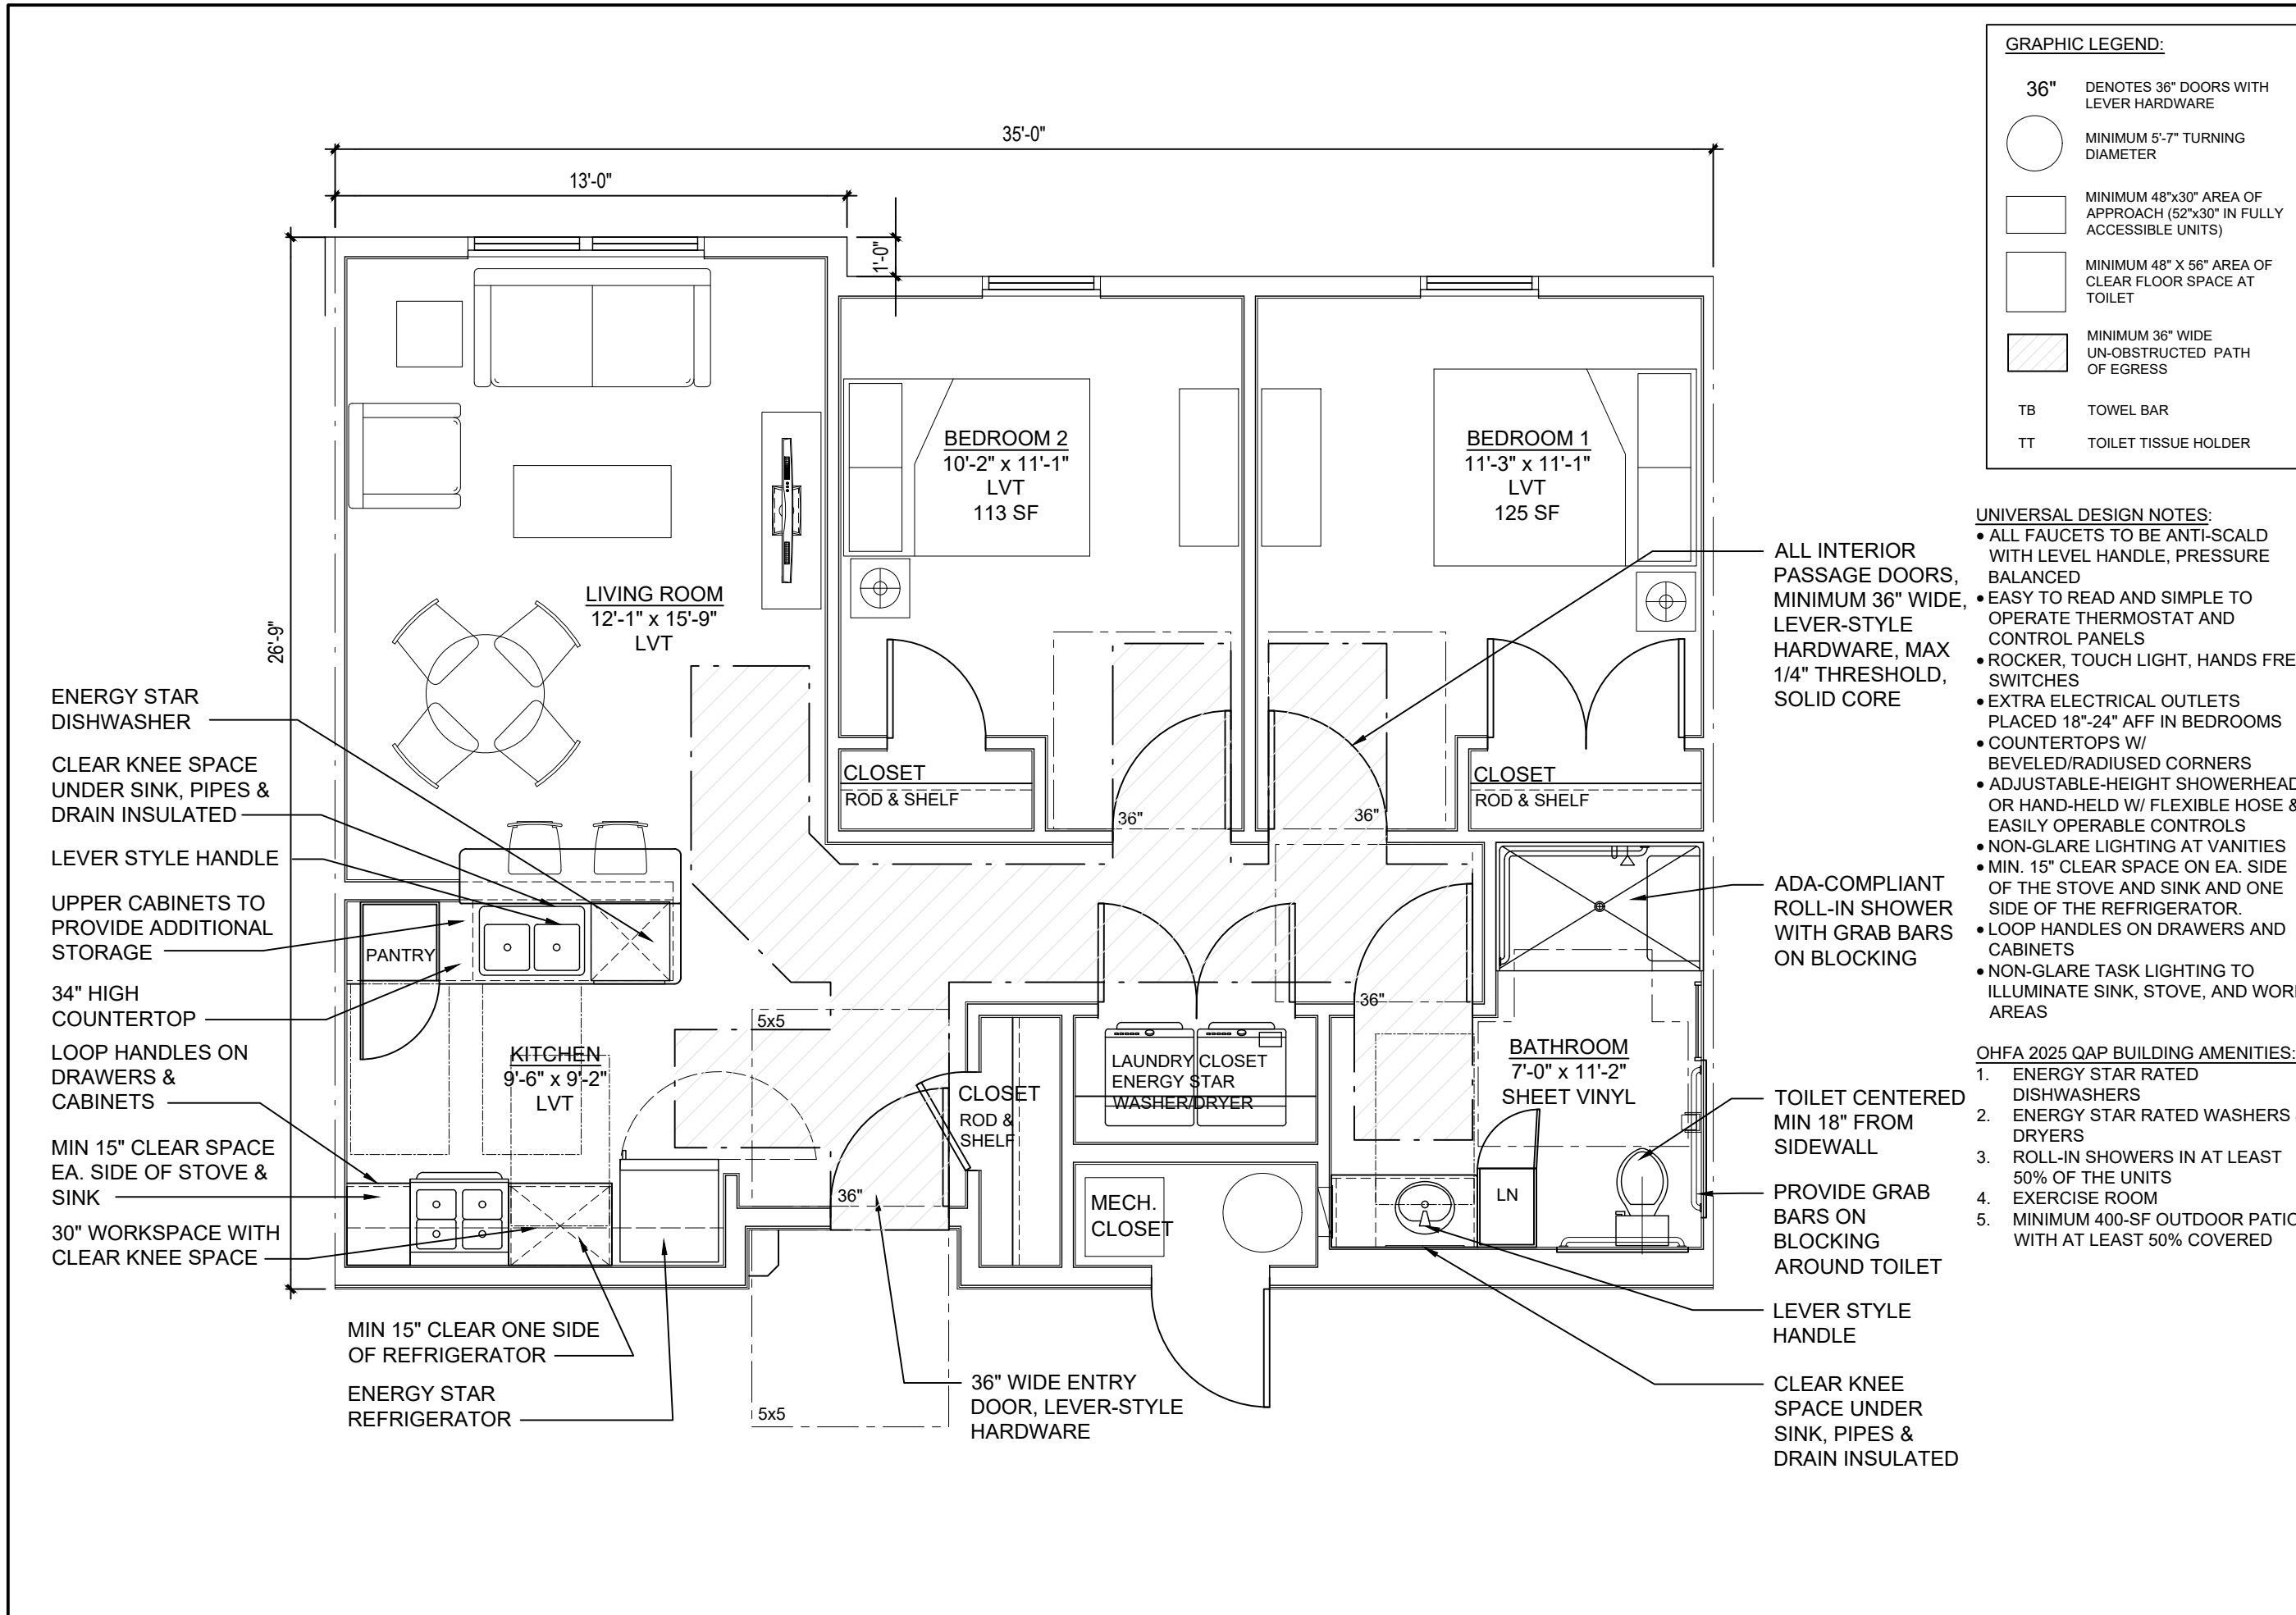 35'-0"
13'-0"
1'-0"
26'-9"
BEDROOM 2
10'-2" x 11'-1"
LVT
113 SF
BEDROOM 1
11'-3" x 11'-1"
LVT
125 SF
LIVING ROOM
12'-1" x 15'-9"
LVT
CLOSET
ROD & SHELF
36"
36"
CLOSET
ROD & SHELF
PANTRY
5x5
36"
KITCHEN
9'-6" x 9'-2"
LVT
CLOSET
ROD &
SHELF
LAUNDRY CLOSET
ENERGY STAR
WASHER/DRYER
BATHROOM
7'-0" x 11'-2"
SHEET VINYL
36"
MECH.
CLOSET
LN
5x5
ENERGY STAR
DISHWASHER
CLEAR KNEE SPACE
UNDER SINK, PIPES &
DRAIN INSULATED
LEVER STYLE HANDLE
UPPER CABINETS TO
PROVIDE ADDITIONAL
STORAGE
34" HIGH
COUNTERTOP
LOOP HANDLES ON
DRAWERS &
CABINETS
MIN 15" CLEAR SPACE
EA. SIDE OF STOVE &
SINK
30" WORKSPACE WITH
CLEAR KNEE SPACE
MIN 15" CLEAR ONE SIDE
OF REFRIGERATOR
ENERGY STAR
REFRIGERATOR
36" WIDE ENTRY
DOOR, LEVER-STYLE
HARDWARE
ALL INTERIOR
PASSAGE DOORS,
MINIMUM 36" WIDE,
LEVER-STYLE
HARDWARE, MAX
1/4" THRESHOLD,
SOLID CORE
ADA-COMPLIANT
ROLL-IN SHOWER
WITH GRAB BARS
ON BLOCKING
TOILET CENTERED
MIN 18" FROM
SIDEWALL
PROVIDE GRAB
BARS ON
BLOCKING
AROUND TOILET
LEVER STYLE
HANDLE
CLEAR KNEE
SPACE UNDER
SINK, PIPES &
DRAIN INSULATED
GRAPHIC LEGEND:
36" DENOTES 36" DOORS WITH
LEVER HARDWARE
MINIMUM 5'-7" TURNING
DIAMETER
MINIMUM 48"x30" AREA OF
APPROACH (52"x30" IN FULLY
ACCESSIBLE UNITS)
MINIMUM 48" X 56" AREA OF
CLEAR FLOOR SPACE AT
TOILET
MINIMUM 36" WIDE
UN-OBSTRUCTED PATH
OF EGRESS
TB TOWEL BAR
TT TOILET TISSUE HOLDER
UNIVERSAL DESIGN NOTES:
• ALL FAUCETS TO BE ANTI-SCALD
WITH LEVEL HANDLE, PRESSURE
BALANCED
• EASY TO READ AND SIMPLE TO
OPERATE THERMOSTAT AND
CONTROL PANELS
• ROCKER, TOUCH LIGHT, HANDS FRE
SWITCHES
• EXTRA ELECTRICAL OUTLETS
PLACED 18"-24" AFF IN BEDROOMS
• COUNTERTOPS W/
BEVELED/RADIUSED CORNERS
• ADJUSTABLE-HEIGHT SHOWERHEAD
OR HAND-HELD W/ FLEXIBLE HOSE &
EASILY OPERABLE CONTROLS
• NON-GLARE LIGHTING AT VANITIES
• MIN. 15" CLEAR SPACE ON EA. SIDE
OF THE STOVE AND SINK AND ONE
SIDE OF THE REFRIGERATOR.
• LOOP HANDLES ON DRAWERS AND
CABINETS
• NON-GLARE TASK LIGHTING TO
ILLUMINATE SINK, STOVE, AND WOR
AREAS
OHFA 2025 QAP BUILDING AMENITIES:
1. ENERGY STAR RATED
DISHWASHERS
2. ENERGY STAR RATED WASHERS
DRYERS
3. ROLL-IN SHOWERS IN AT LEAST
50% OF THE UNITS
4. EXERCISE ROOM
5. MINIMUM 400-SF OUTDOOR PATIO
WITH AT LEAST 50% COVERED